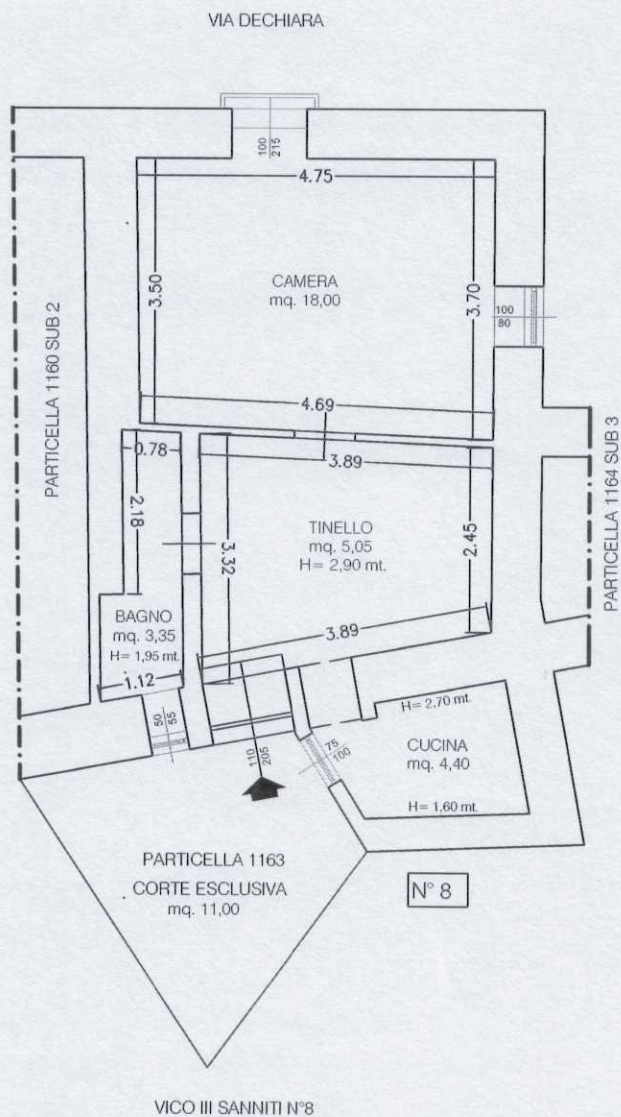 VIA DECHIARA
100
215
4.75
CAMERA
mq. 18,00
3.50
3.70
100
80
4.69
PARTICELLA 1160 SUB 2
PARTICELLA 1164 SUB 3
0.78
3.89
2.18
TINELLO
mq. 5,05
H= 2,90 mt.
3.32
2.45
BAGNO
mq. 3,35
H= 1,95 mt.
3.89
1.12
50
55
H= 2,70 mt.
CUCINA
mq. 4,40
75
100
110
205
H= 1,60 mt.
PARTICELLA 1163
CORTE ESCLUSIVA
mq. 11,00
N° 8
VICO III SANNITI N°8